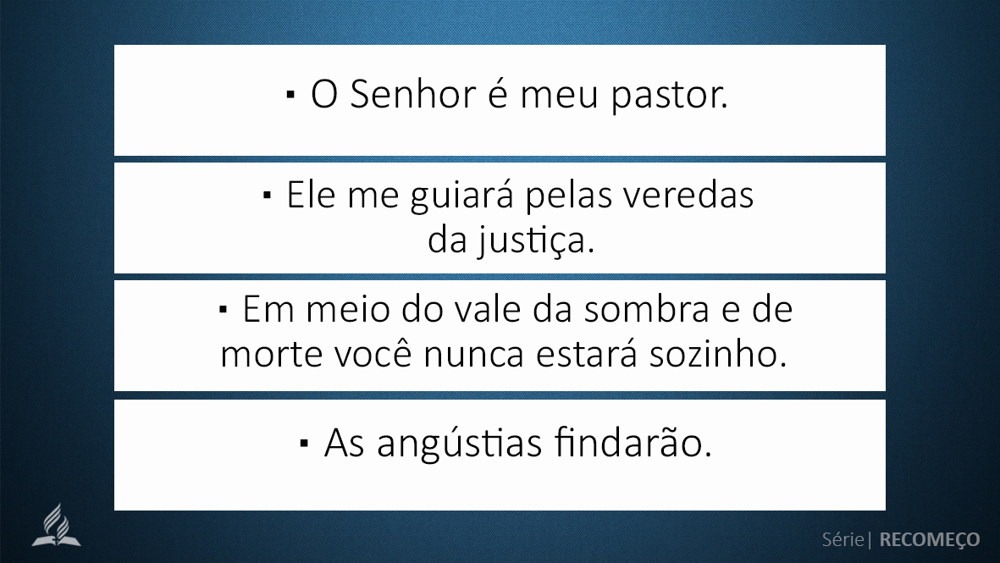 ▪ O Senhor é meu pastor.
▪ Ele me guiará pelas veredas
da justiça.
▪ Em meio do vale da sombra e de
morte você nunca estará sozinho.
▪ As angústias findarão.
Série| RECOMEÇO